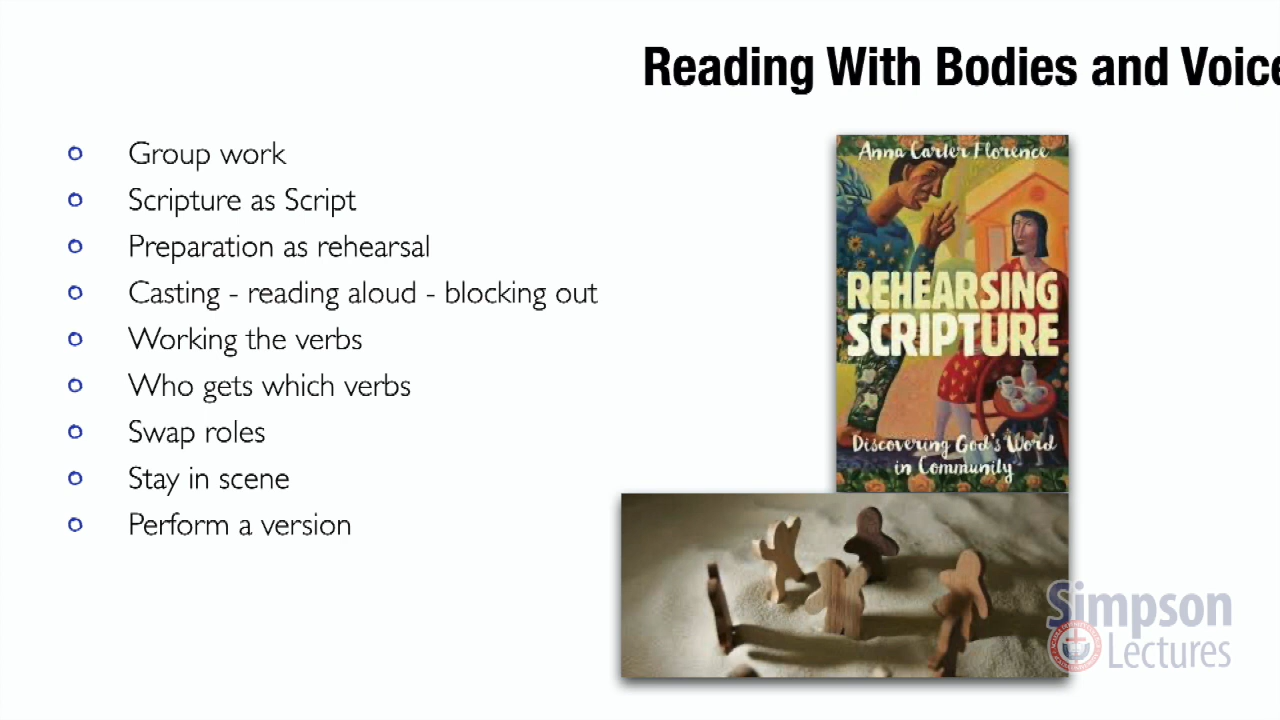 Reading With Bodies and Voice
Group work
Scripture as Script
Preparation as rehearsal
Casting - reading aloud - blocking out
Working the verbs
Who gets which verbs
Swap roles
Stay in scene
Perform a version
Anna Carter Florence
REHEARSING
SCRIPTURE
Discovering God's Word
in Community
Simpson
Lectures